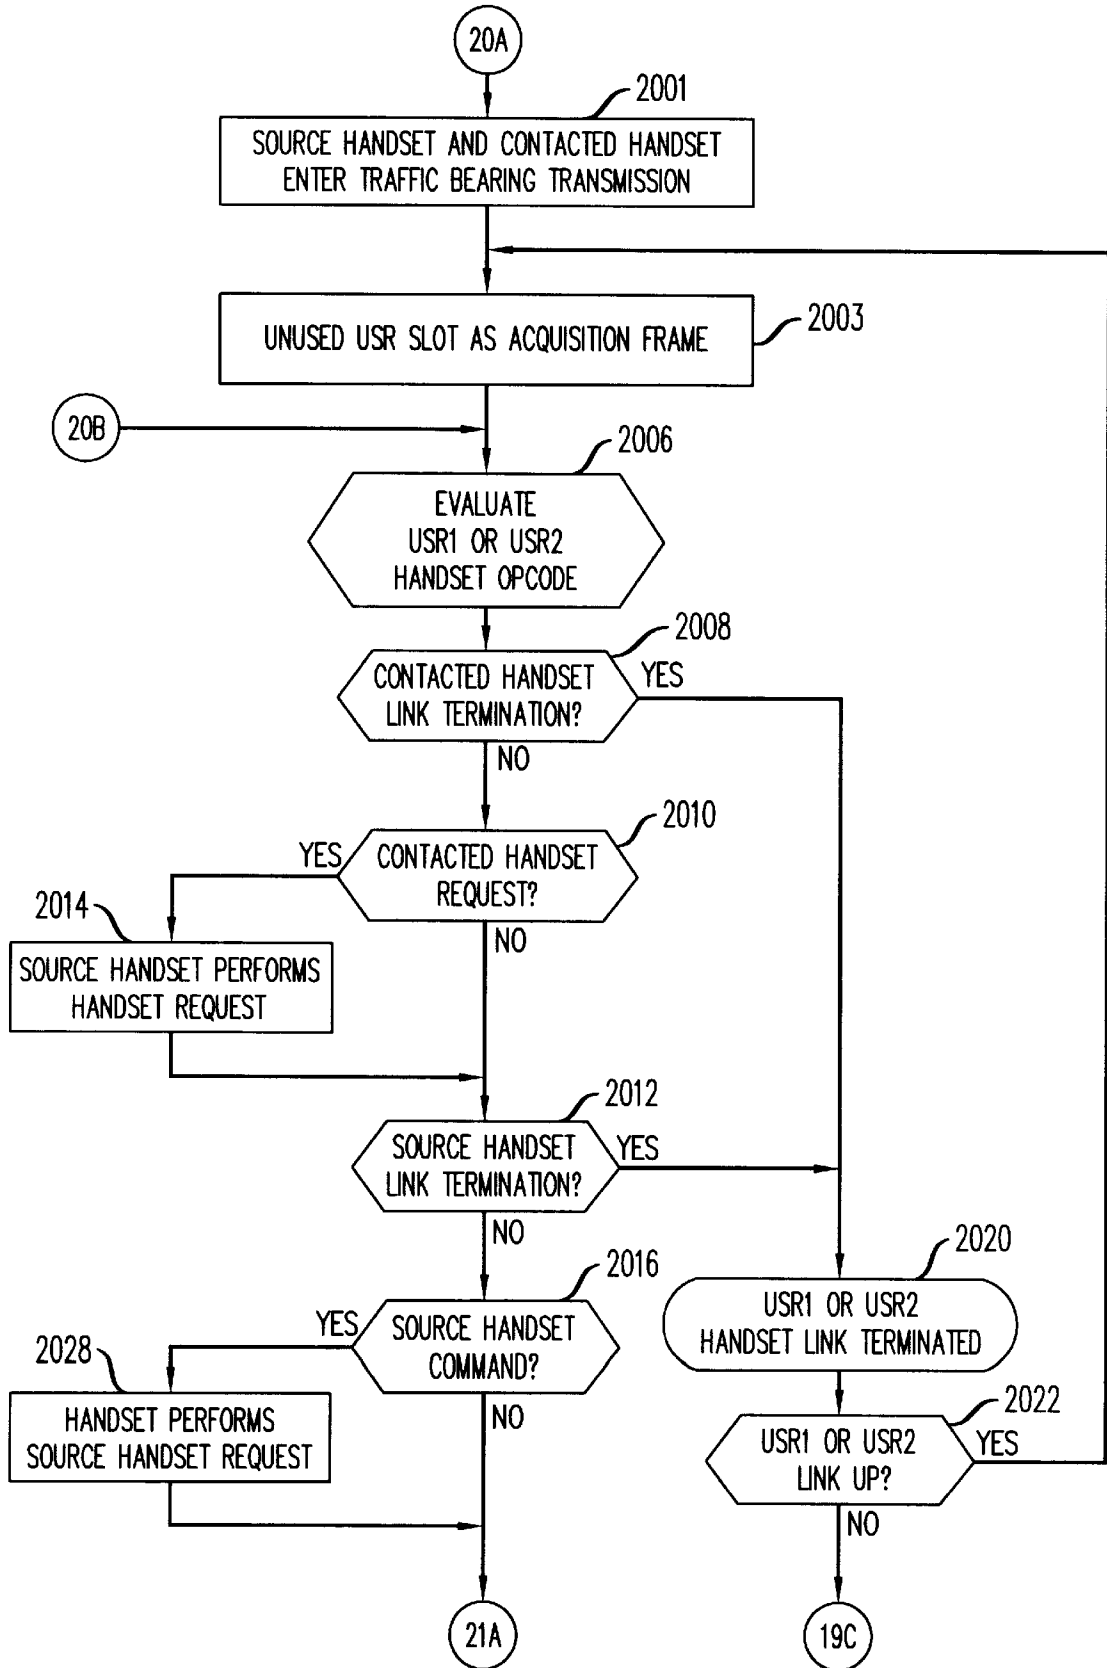 20A
2001
SOURCE HANDSET AND CONTACTED HANDSET
ENTER TRAFFIC BEARING TRANSMISSION
2003
UNUSED USR SLOT AS ACQUISITION FRAME
20B
2006
EVALUATE
USR1 OR USR2
HANDSET OPCODE
2008
CONTACTED HANDSET
LINK TERMINATION?
YES
NO
2010
CONTACTED HANDSET
REQUEST?
YES
NO
2014
SOURCE HANDSET PERFORMS
HANDSET REQUEST
2012
SOURCE HANDSET
LINK TERMINATION?
YES
NO
2016
SOURCE HANDSET
COMMAND?
YES
NO
2028
HANDSET PERFORMS
SOURCE HANDSET REQUEST
2020
USR1 OR USR2
HANDSET LINK TERMINATED
2022
USR1 OR USR2
LINK UP?
YES
NO
21A
19C